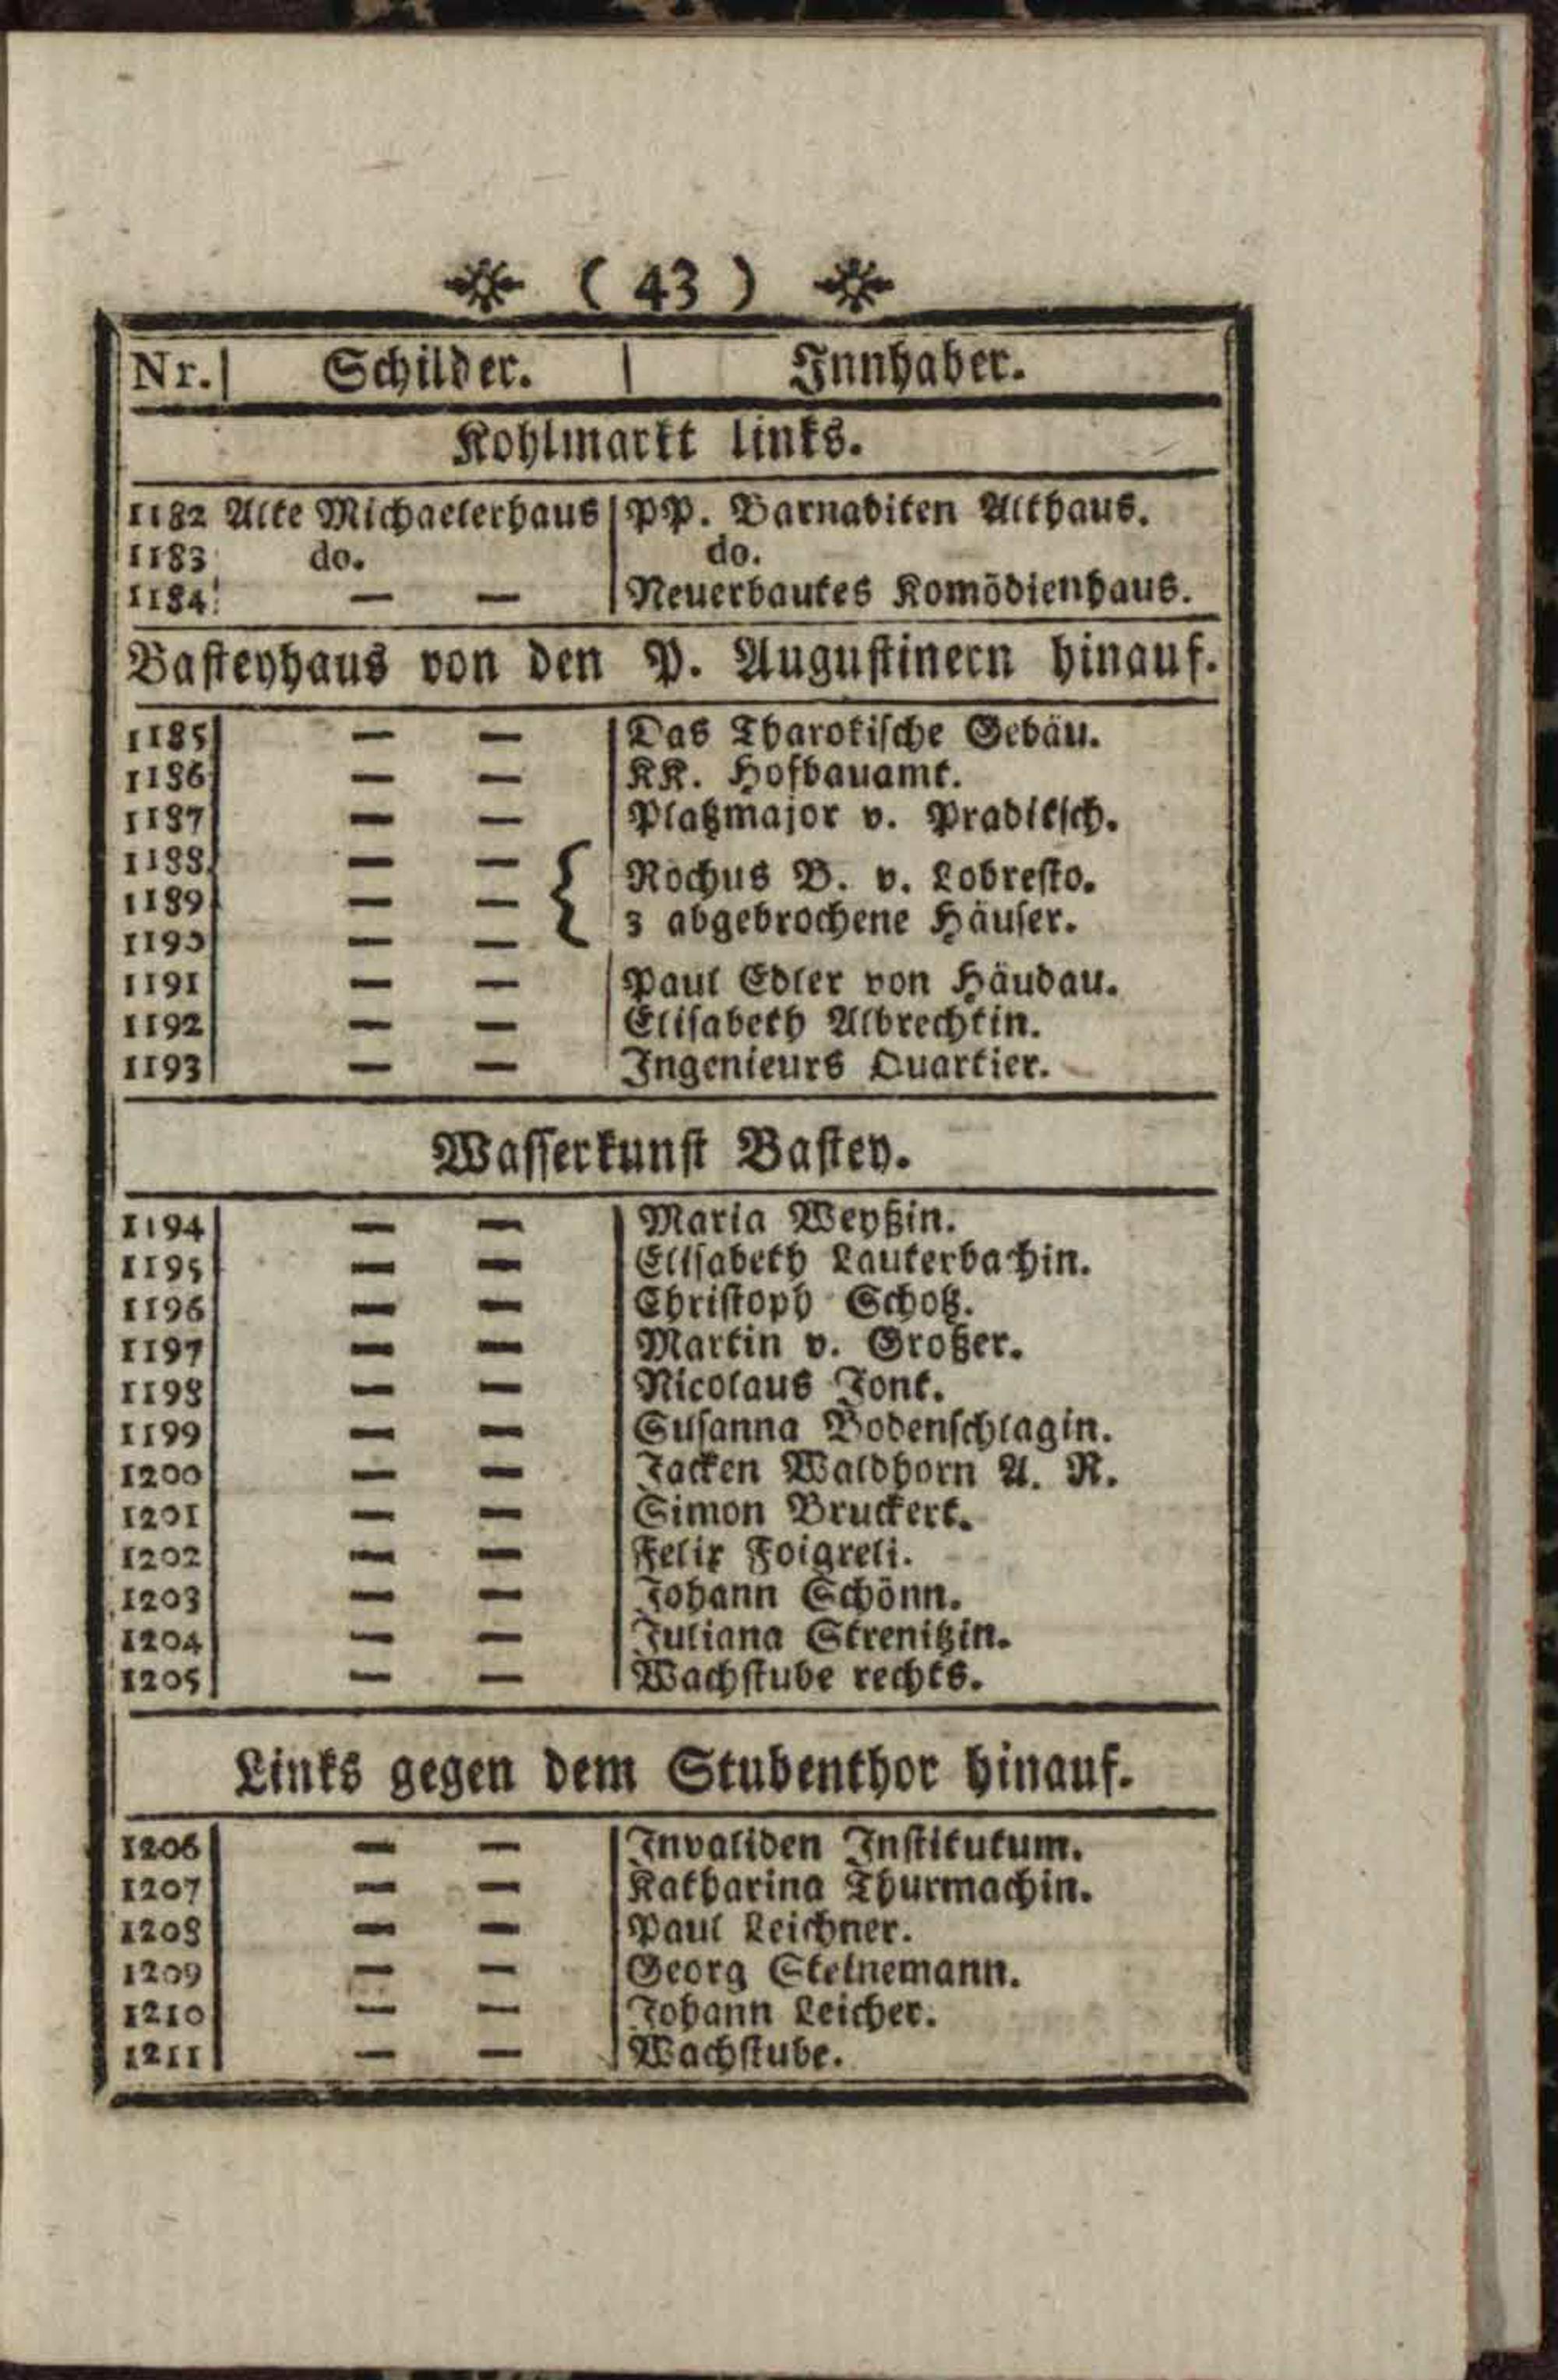 ( 43 )
Nr. | Schilder. | Innhaber.
Kohlmarkt links.
1182 Alte Michaelerhaus PP. Barnabiten Althaus.
1183 do. do.
1184 — — Neuerbautes Komödienhaus.
Basteyhaus von den P. Augustinern hinauf.
1185 — — Das Tharotische Gebäu.
1186 — — KK. Hofbauamt.
1187 — — Platzmajor v. Praditsch.
1188 — — { Rochus B. v. Lobresto.
1189 — — 3 abgebrochene Häuser.
1190 — —
1191 — — Paul Edler von Häudau.
1192 — — Elisabeth Albrechtin.
1193 — — Ingenieurs Quartier.
Wasserkunst Bastey.
1194 — — Maria Weyßin.
1195 — — Elisabeth Lauterbachin.
1196 — — Christoph Scholz.
1197 — — Martin v. Großer.
1198 — — Nicolaus Jont.
1199 — — Susanna Bodenschlagin.
1200 — — Jacken Waldhorn A. R.
1201 — — Simon Bruckert.
1202 — — Felix Foigreli.
1203 — — Johann Schönn.
1204 — — Juliana Strenitzin.
1205 — — Wachstube rechts.
Links gegen dem Stubenthor hinauf.
1206 — — Invaliden Institutum.
1207 — — Katharina Thurmachin.
1208 — — Paul Leichner.
1209 — — Georg Steinemann.
1210 — — Johann Leicher.
1211 — — Wachstube.